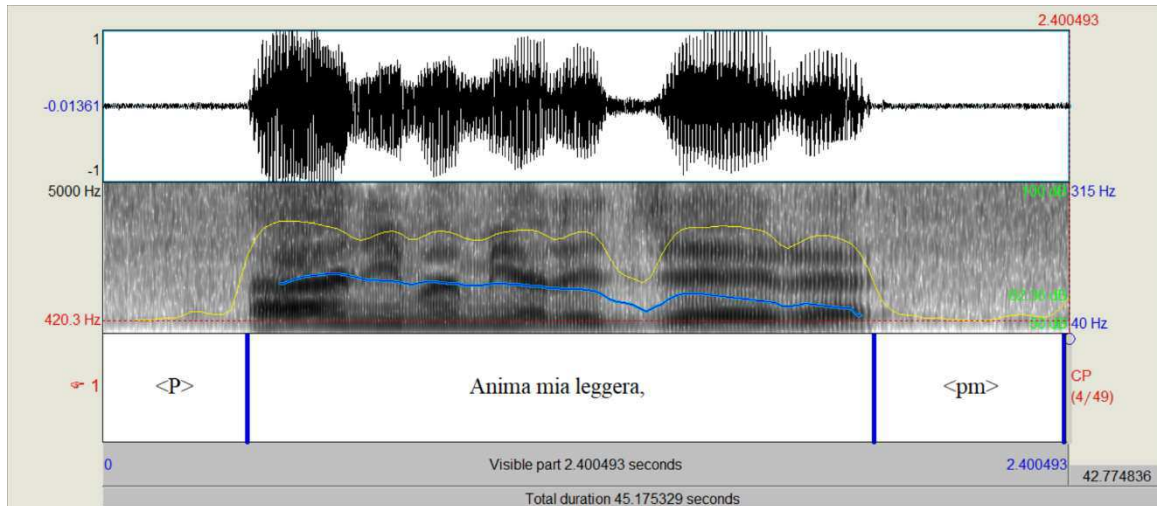 2.400493
1
-0.01361
-1
5000 Hz
315 Hz
420.3 Hz
40 Hz
1
<P>
Anima mia leggera,
<pm>
CP
(4/49)
0
Visible part 2.400493 seconds
2.400493
42.774836
Total duration 45.175329 seconds